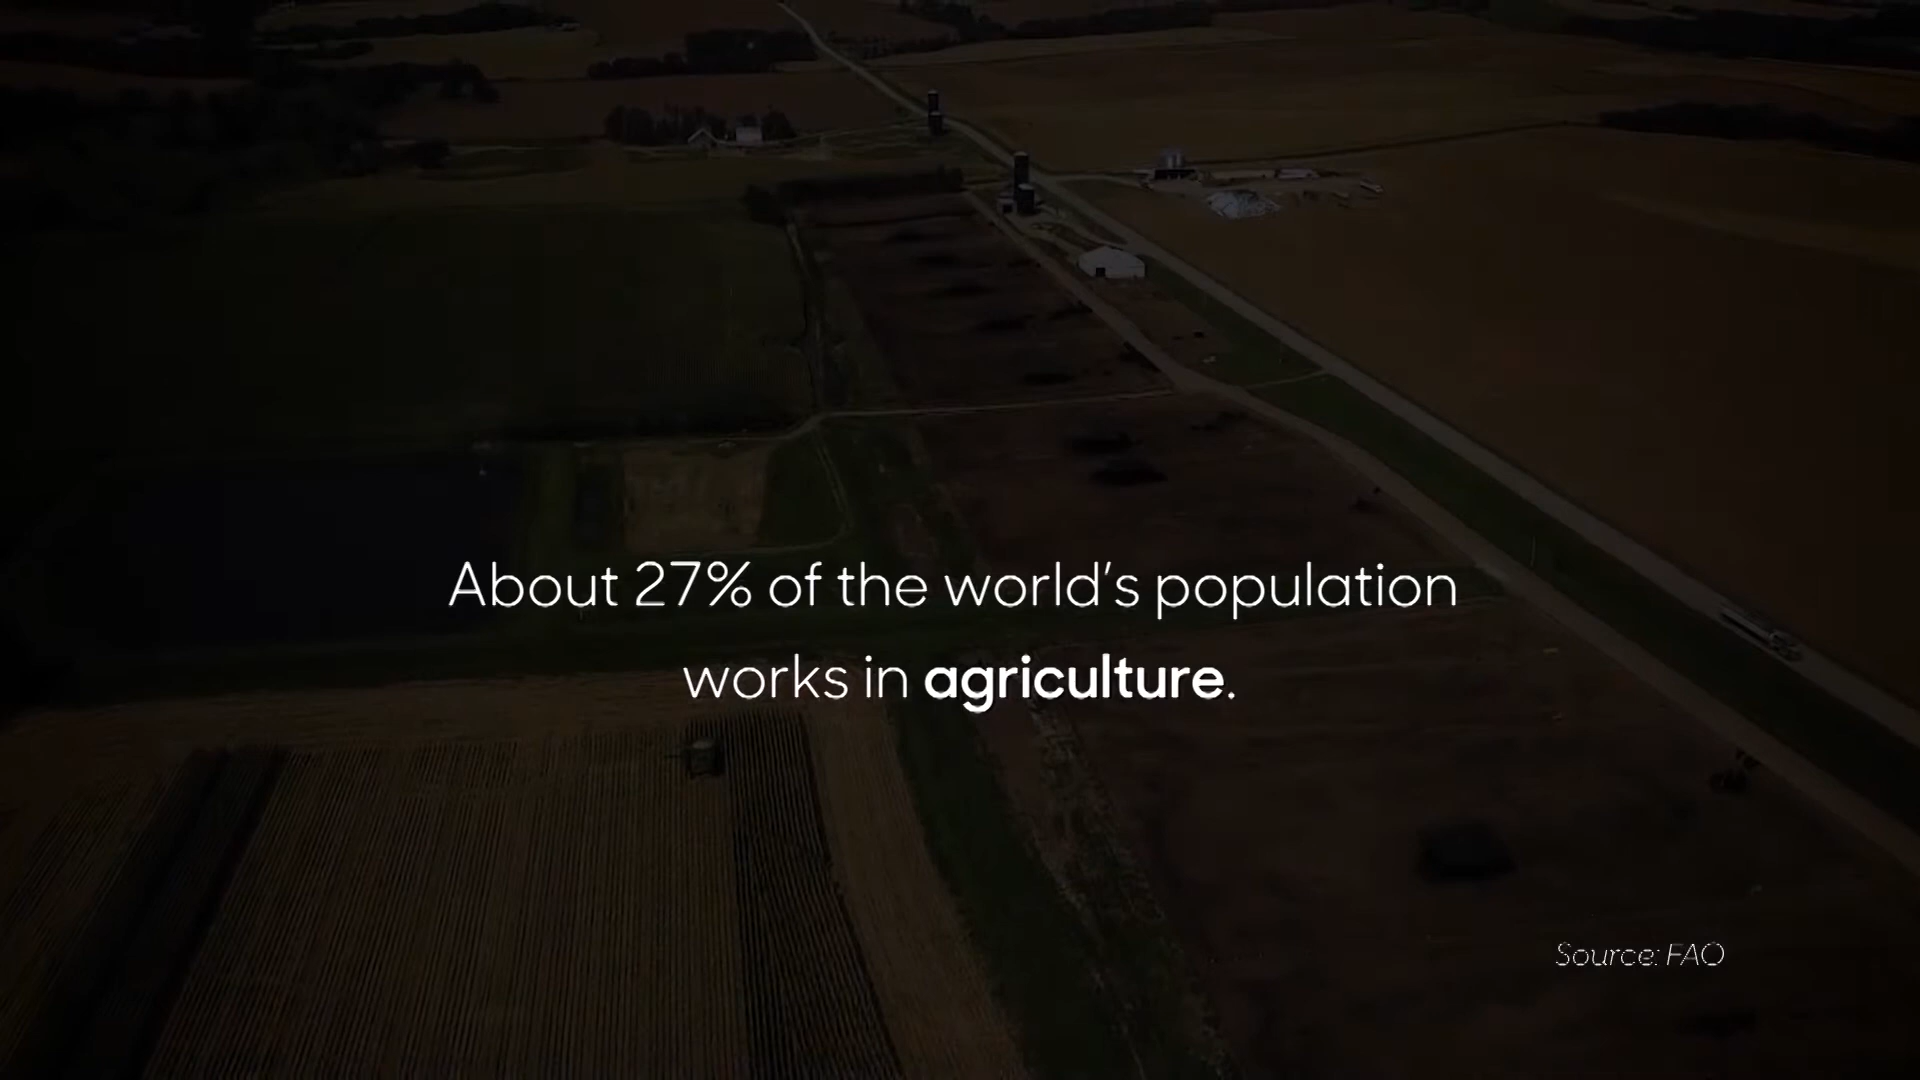 About 27% of the world's population
works in agriculture.
Source: FAO